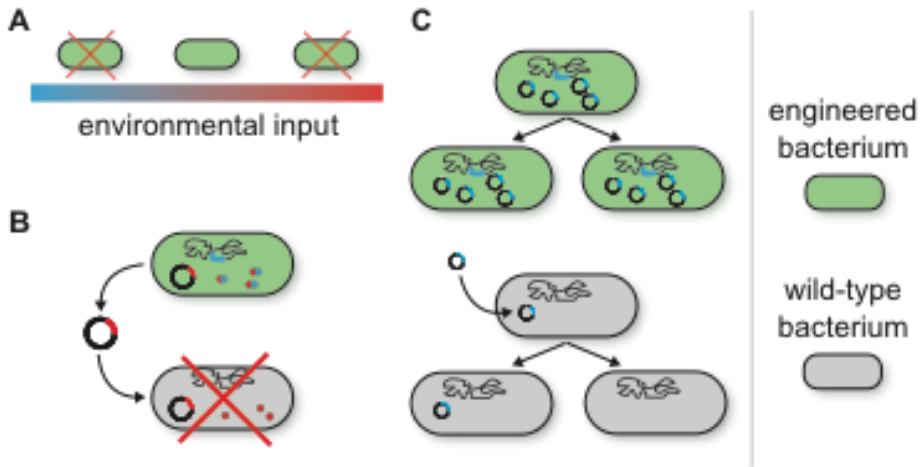 A
environmental input
B
C
engineered
bacterium
wild-type
bacterium